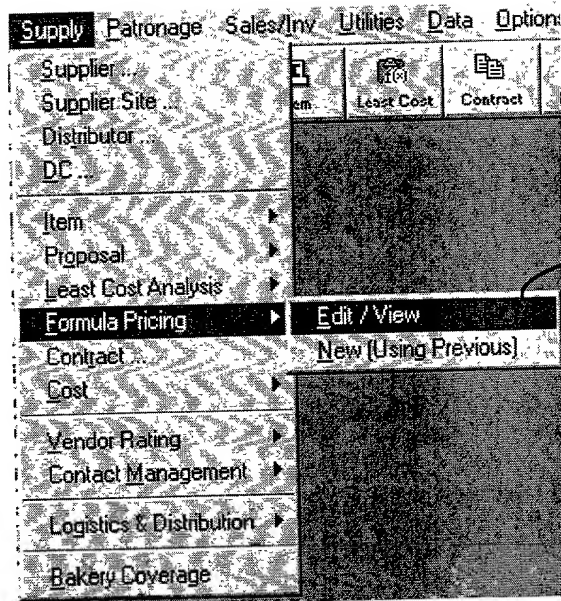 Supply Patronage Sales/Inv Utilities Data Options
Supplier ...
Supplier Site ...
Distributor ...
DC ...
em Least Cost Contract
f(x)
Item
Proposal
Least Cost Analysis
Formula Pricing
Edit / View
New (Using Previous)
Contract ...
Cost
Vendor Rating
Contact Management
Logistics & Distribution
Bakery Coverage